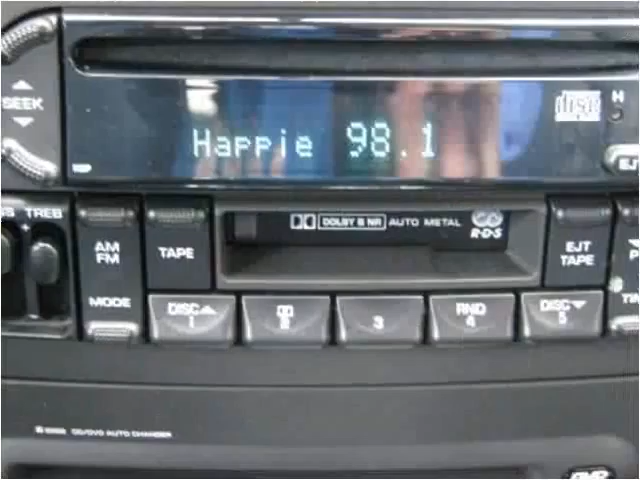 SEEK
Happie 98.1
disc
N
TREB
AM
FM
TAPE
DOLBY B NR AUTO METAL
R·D·S
EJT
TAPE
MODE
DISC
1
2
3
RND
4
DISC
5
CD/DVD AUTO CHANGER